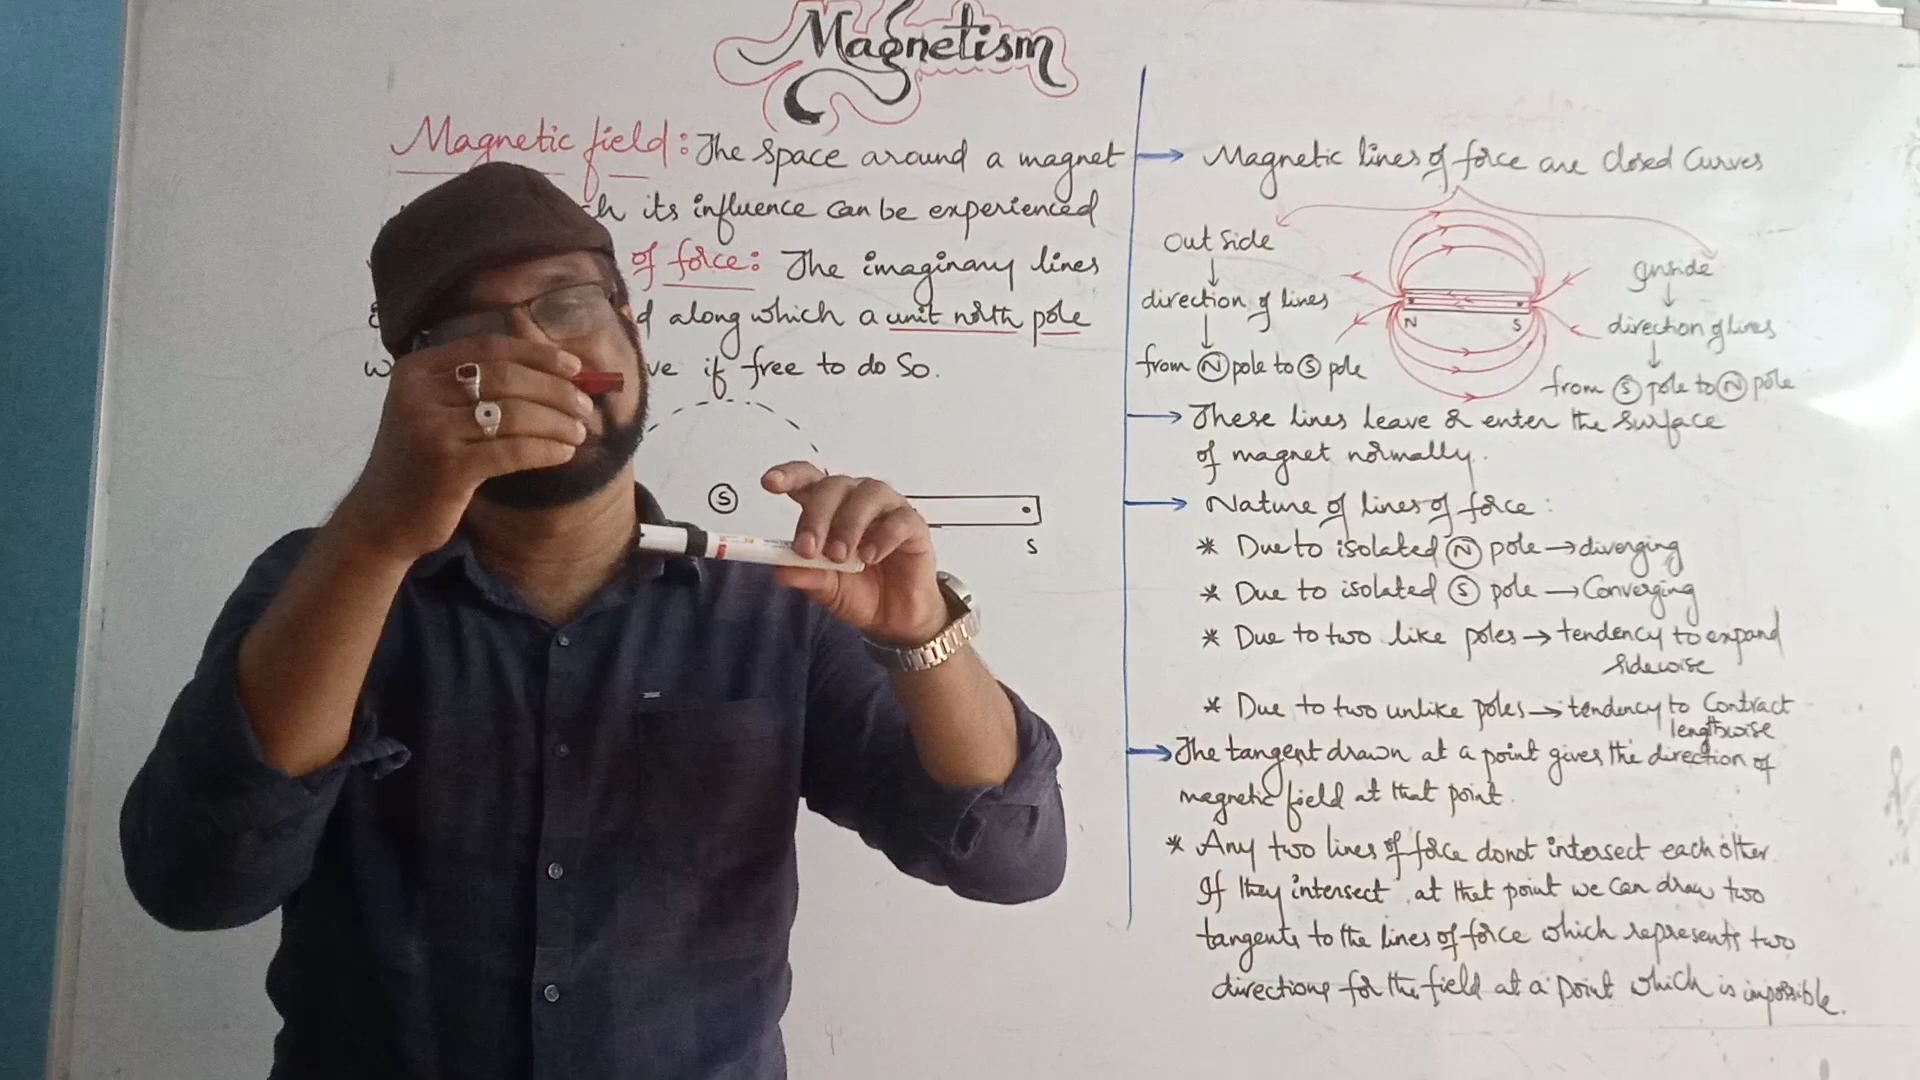 Magnetism
Magnetic field: The space around a magnet
its influence can be experienced
of force: The imaginary lines
along which a unit north pole
if free to do So.
S
S
Magnetic lines of force are closed Curves
Outside
direction of lines
from N pole to S pole
N S
Inside
direction of lines
from S pole to N pole
These lines leave & enter the surface
of magnet normally.
Nature of lines of force:
* Due to isolated N pole → diverging
* Due to isolated S pole → Converging
* Due to two like poles → tendency to expand
sidewise
* Due to two unlike poles → tendency to Contract
lengthwise
The tangent drawn at a point gives the direction of
magnetic field at that point.
* Any two lines of force donot intersect each other.
If they intersect, at that point we can draw two
tangents to the lines of force which represents two
directions for the field at a point which is impossible.